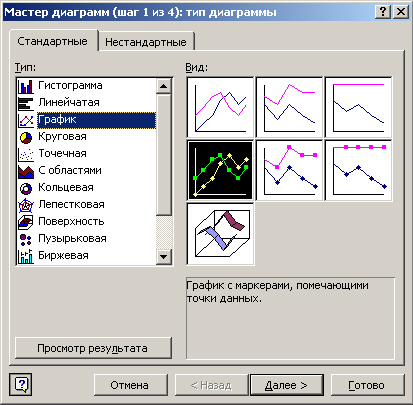 Мастер диаграмм (шаг 1 из 4): тип диаграммы
Стандартные
Нестандартные
Тип:
Гистограмма
Линейчатая
График
Круговая
Точечная
С областями
Кольцевая
Лепестковая
Поверхность
Пузырьковая
Биржевая
Вид:
График с маркерами, помечающими
точки данных.
Просмотр результата
?
Отмена
< Назад
Далее >
Готово